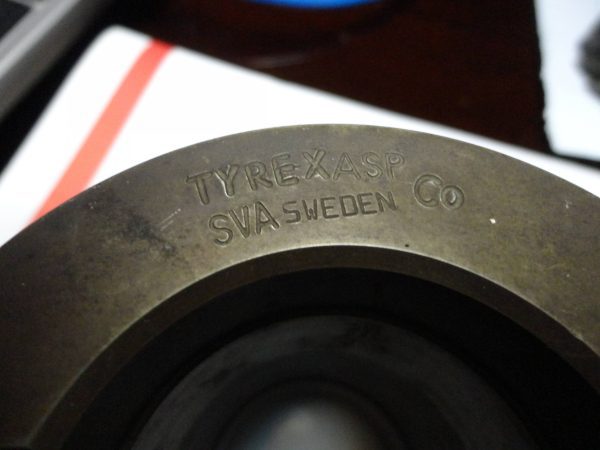 TYREXASP Co
SVA SWEDEN